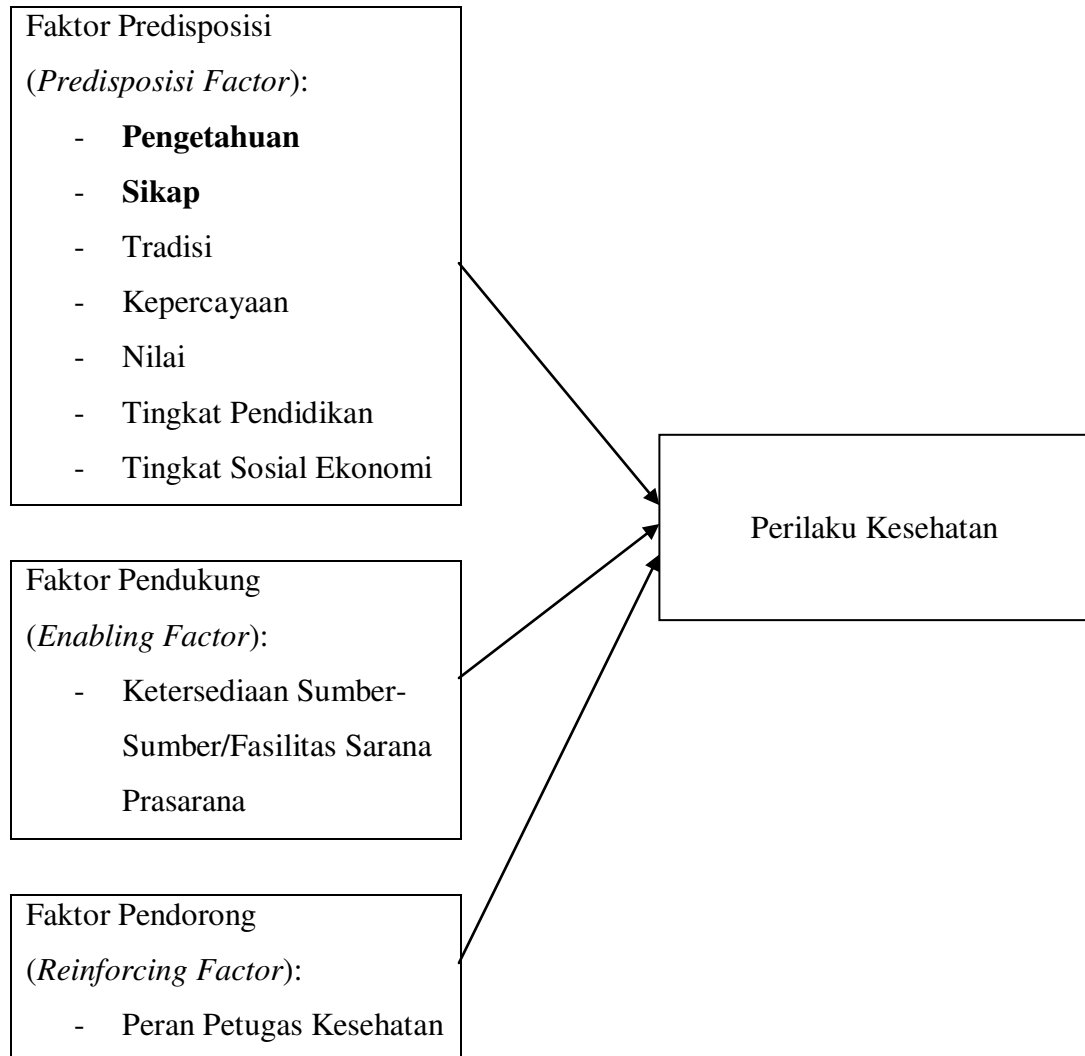 Faktor Predisposisi
(Predisposisi Factor):
- Pengetahuan
- Sikap
- Tradisi
- Kepercayaan
- Nilai
- Tingkat Pendidikan
- Tingkat Sosial Ekonomi
Perilaku Kesehatan
Faktor Pendukung
(Enabling Factor):
- Ketersediaan Sumber-
Sumber/Fasilitas Sarana
Prasarana
Faktor Pendorong
(Reinforcing Factor):
- Peran Petugas Kesehatan